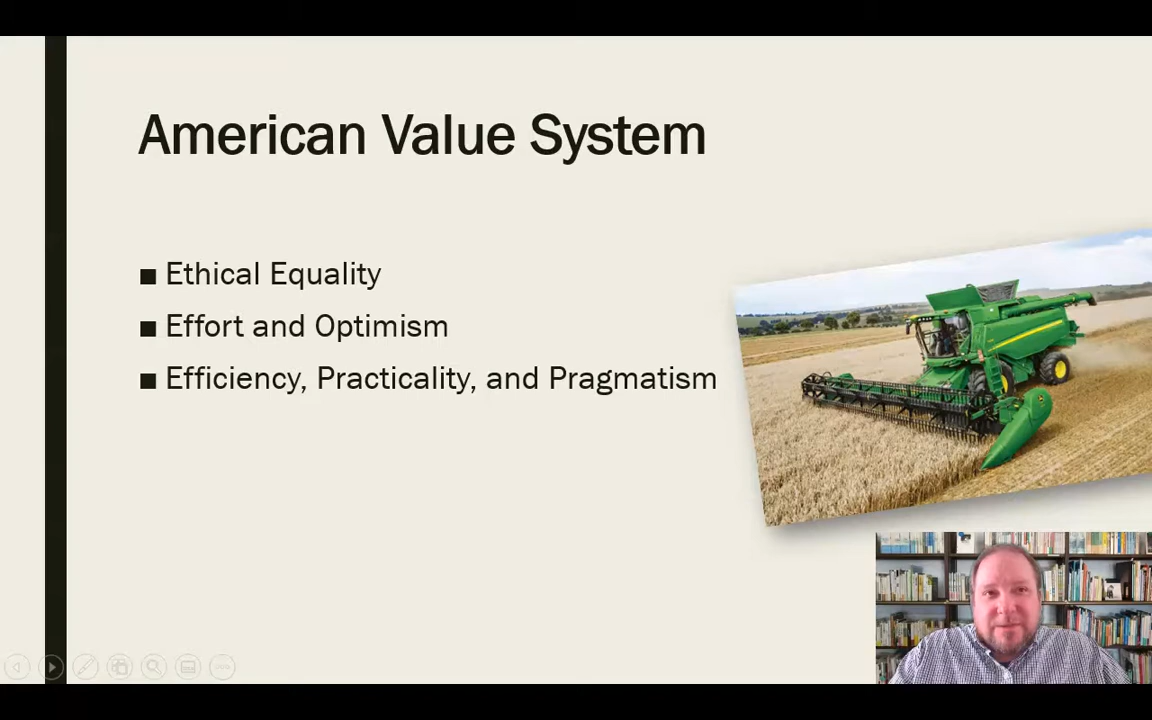 American Value System
■ Ethical Equality
■ Effort and Optimism
■ Efficiency, Practicality, and Pragmatism